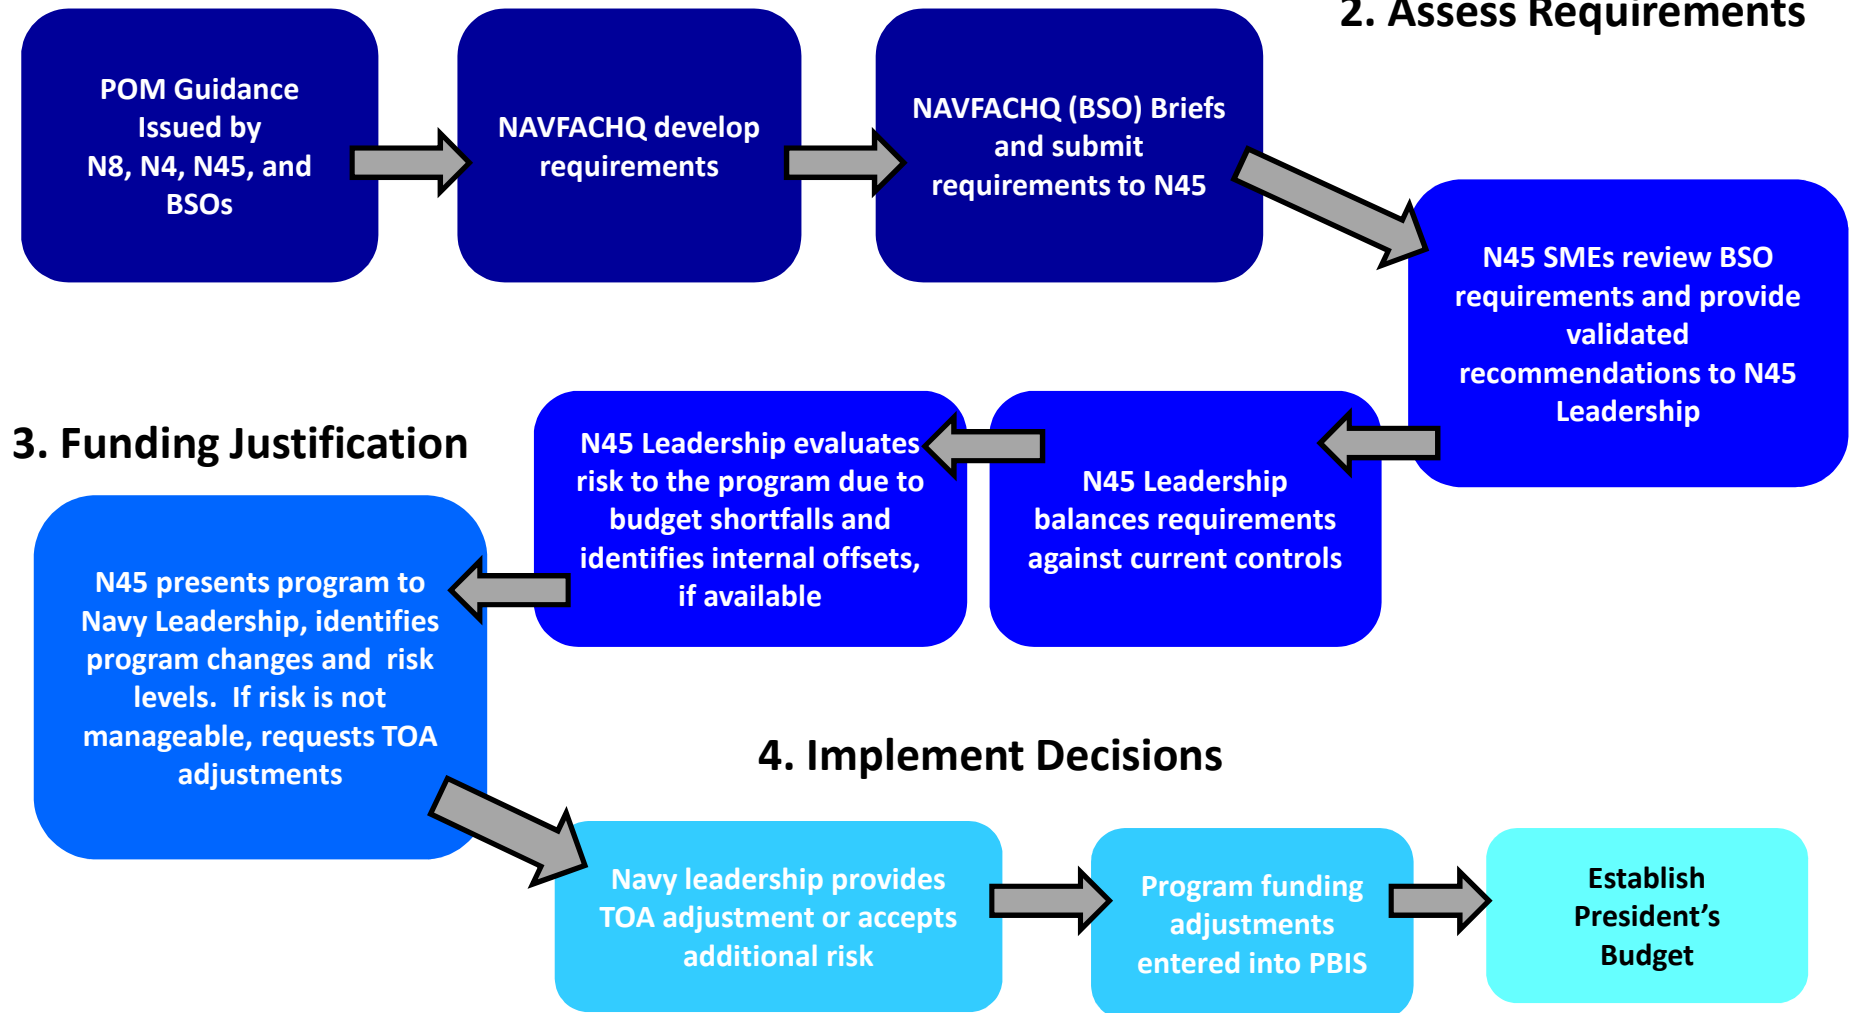 2. Assess Requirements
POM Guidance
Issued by
N8, N4, N45, and
BSOs
NAVFACHQ develop
requirements
NAVFACHQ (BSO) Briefs
and submit
requirements to N45
N45 SMEs review BSO
requirements and provide
validated
recommendations to N45
Leadership
N45 Leadership
balances requirements
against current controls
N45 Leadership evaluates
risk to the program due to
budget shortfalls and
identifies internal offsets,
if available
3. Funding Justification
N45 presents program to
Navy Leadership, identifies
program changes and  risk
levels.  If risk is not
manageable, requests TOA
adjustments
4. Implement Decisions
Navy leadership provides
TOA adjustment or accepts
additional risk
Program funding
adjustments
entered into PBIS
Establish
President’s
Budget